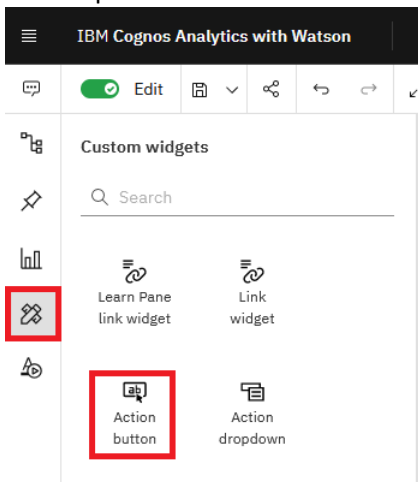 IBM Cognos Analytics with Watson
Edit
Custom widgets
Search
Learn Pane
link widget
Link
widget
ab
Action
button
Action
dropdown